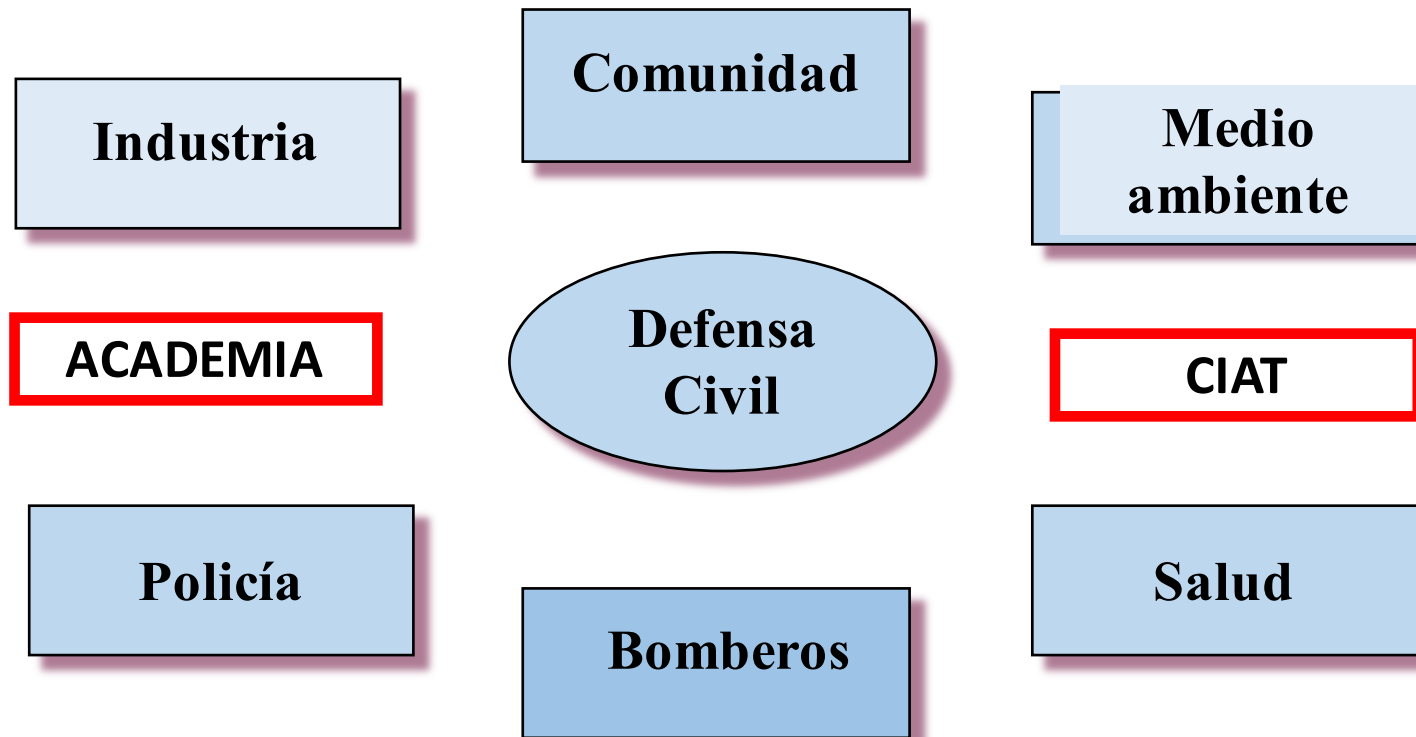 Comunidad
Industria
Medio
ambiente
ACADEMIA
Defensa
Civil
CIAT
Policía
Salud
Bomberos